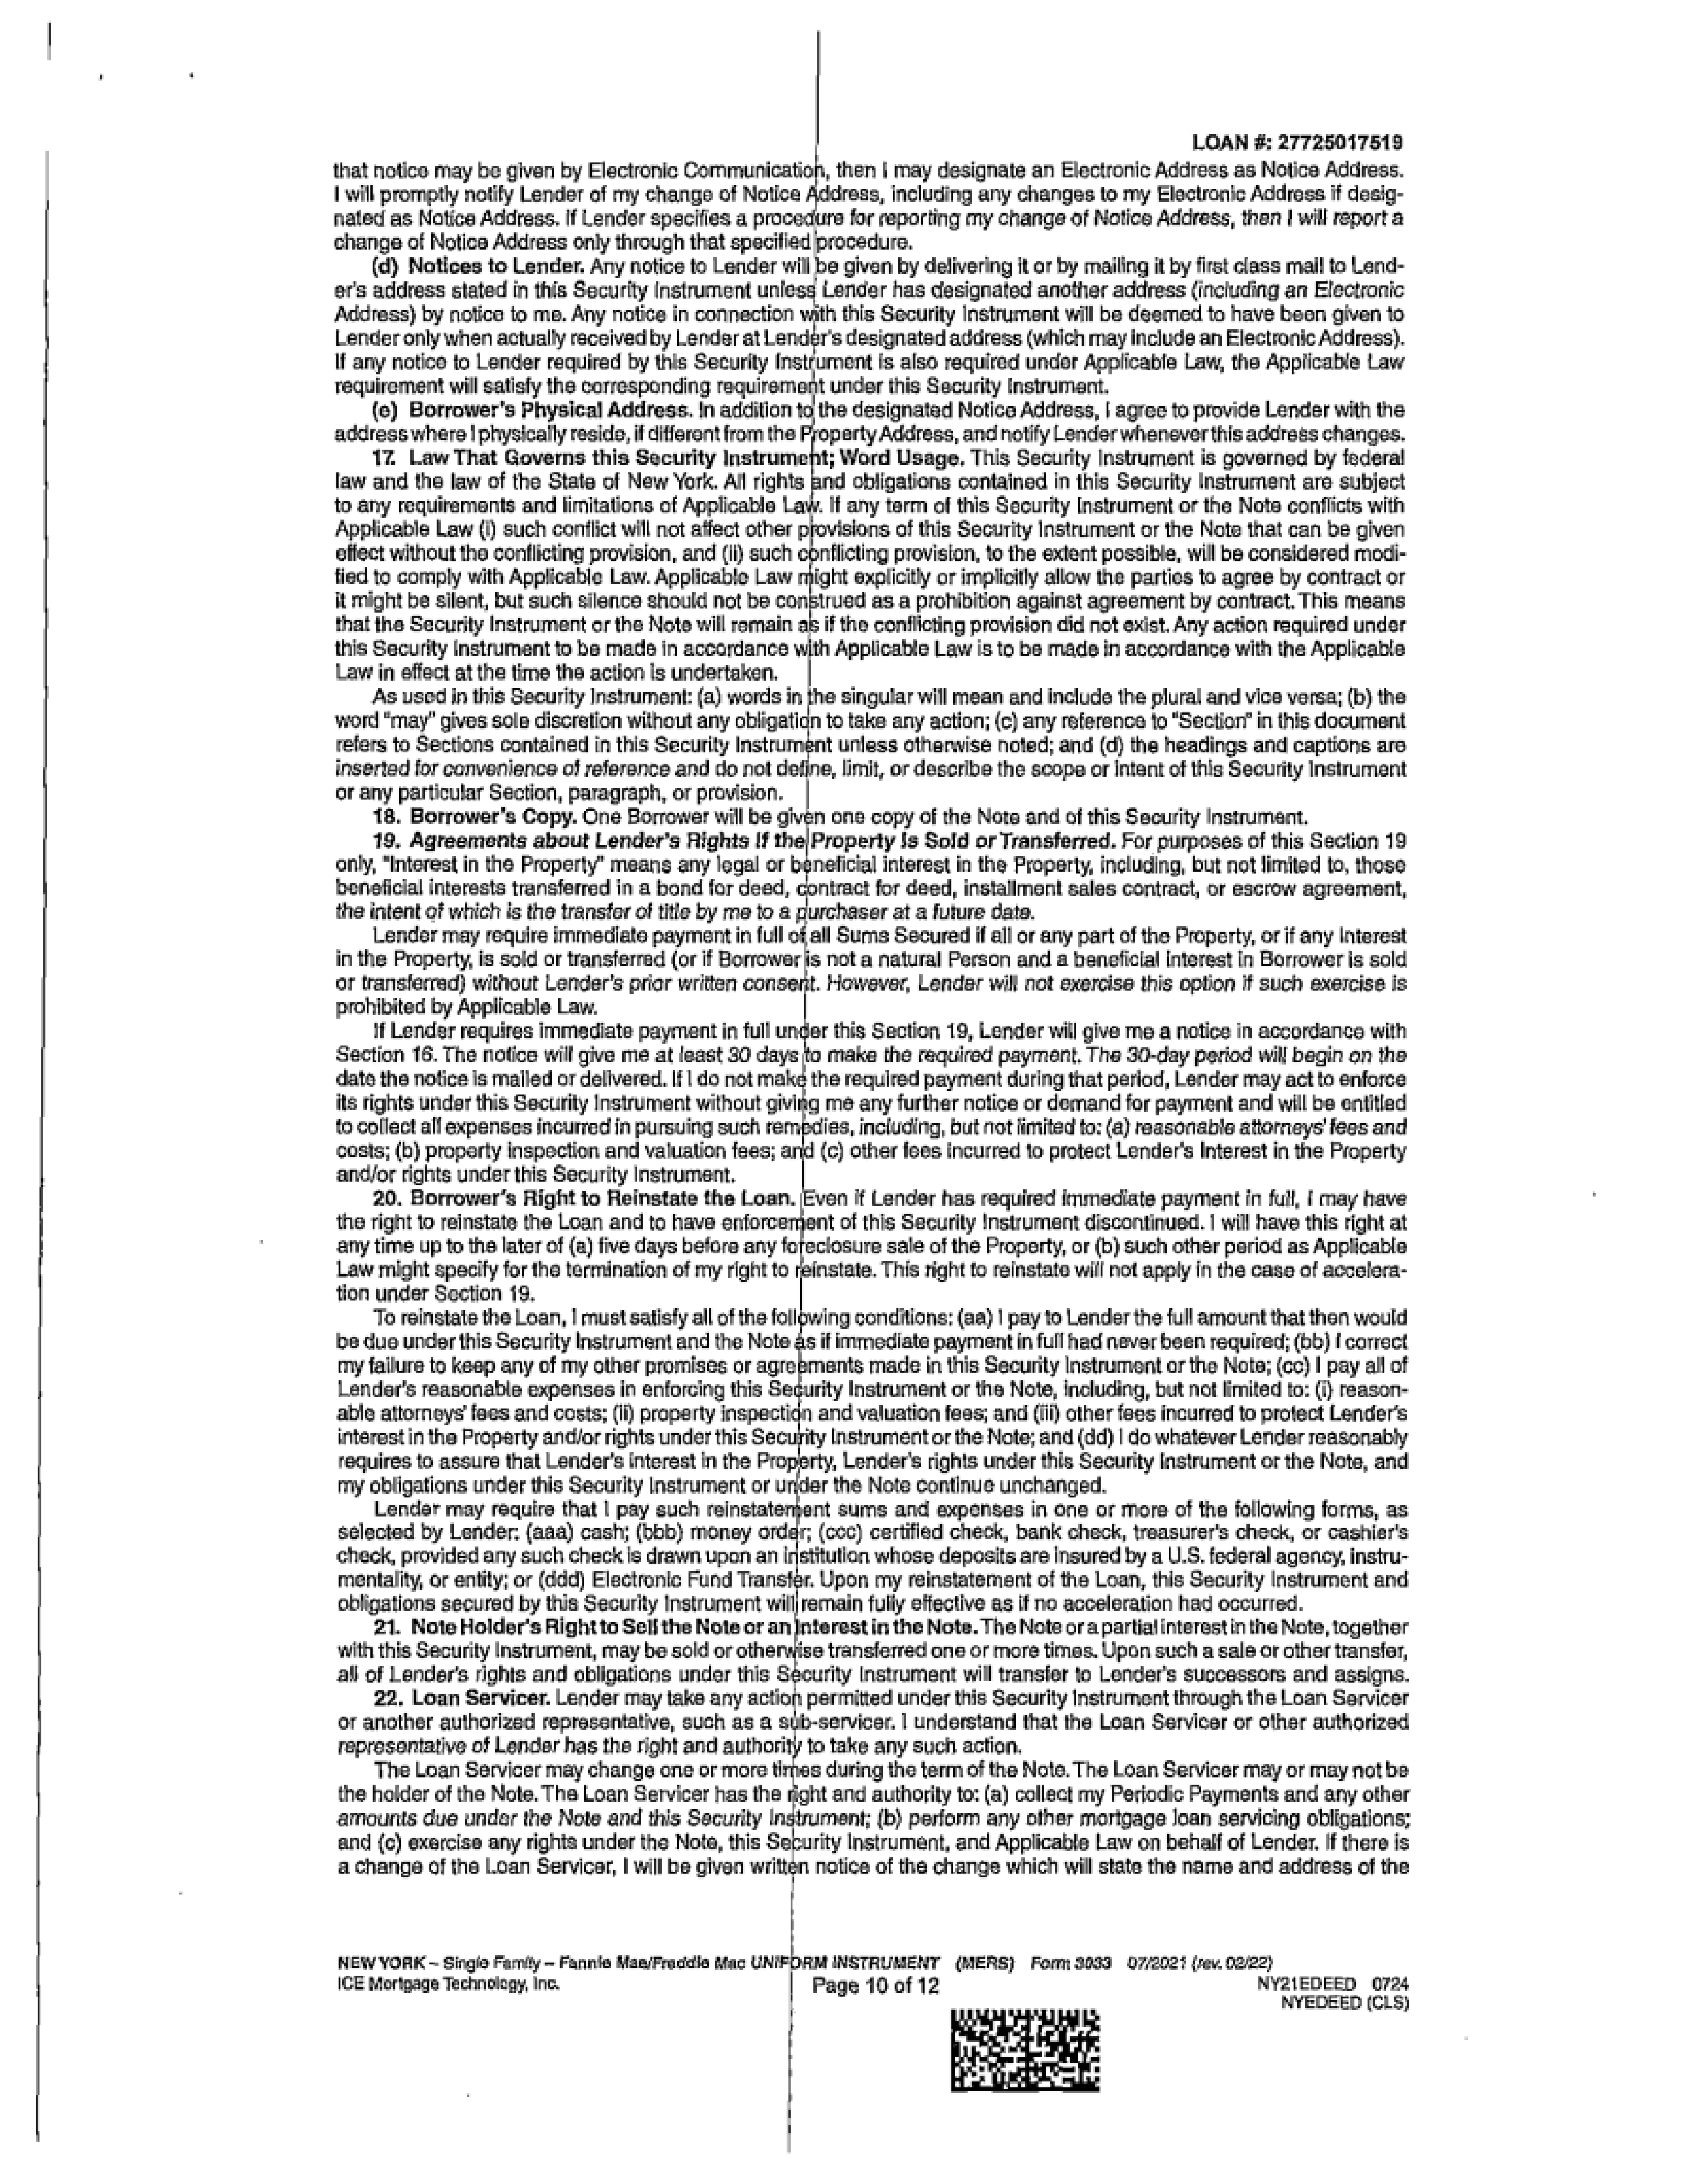 LOAN #: 27725017519
that notice may be given by Electronic Communication, then I may designate an Electronic Address as Notice Address.
I will promptly notify Lender of my change of Notice Address, including any changes to my Electronic Address if desig-
nated as Notice Address. If Lender specifies a procedure for reporting my change of Notice Address, then I will report a
change of Notice Address only through that specified procedure.
(d) Notices to Lender. Any notice to Lender will be given by delivering it or by mailing it by first class mail to Lend-
er's address stated in this Security Instrument unless Lender has designated another address (including an Electronic
Address) by notice to me. Any notice in connection with this Security Instrument will be deemed to have been given to
Lender only when actually received by Lender at Lender's designated address (which may include an Electronic Address).
If any notice to Lender required by this Security Instrument is also required under Applicable Law, the Applicable Law
requirement will satisfy the corresponding requirement under this Security Instrument.
(e) Borrower's Physical Address. In addition to the designated Notice Address, I agree to provide Lender with the
address where I physically reside, if different from the Property Address, and notify Lender whenever this address changes.
17. Law That Governs this Security Instrument; Word Usage. This Security Instrument is governed by federal
law and the law of the State of New York. All rights and obligations contained in this Security Instrument are subject
to any requirements and limitations of Applicable Law. If any term of this Security Instrument or the Note conflicts with
Applicable Law (i) such conflict will not affect other provisions of this Security Instrument or the Note that can be given
effect without the conflicting provision, and (ii) such conflicting provision, to the extent possible, will be considered modi-
fied to comply with Applicable Law. Applicable Law might explicitly or implicitly allow the parties to agree by contract or
it might be silent, but such silence should not be construed as a prohibition against agreement by contract. This means
that the Security Instrument or the Note will remain as if the conflicting provision did not exist. Any action required under
this Security Instrument to be made in accordance with Applicable Law is to be made in accordance with the Applicable
Law in effect at the time the action is undertaken.
As used in this Security Instrument: (a) words in the singular will mean and include the plural and vice versa; (b) the
word "may" gives sole discretion without any obligation to take any action; (c) any reference to "Section" in this document
refers to Sections contained in this Security Instrument unless otherwise noted; and (d) the headings and captions are
inserted for convenience of reference and do not define, limit, or describe the scope or intent of this Security Instrument
or any particular Section, paragraph, or provision.
18. Borrower's Copy. One Borrower will be given one copy of the Note and of this Security Instrument.
19. Agreements about Lender's Rights If the Property Is Sold or Transferred. For purposes of this Section 19
only, "Interest in the Property" means any legal or beneficial interest in the Property, including, but not limited to, those
beneficial interests transferred in a bond for deed, contract for deed, installment sales contract, or escrow agreement,
the intent of which is the transfer of title by me to a purchaser at a future date.
Lender may require immediate payment in full of all Sums Secured if all or any part of the Property, or if any Interest
in the Property, is sold or transferred (or if Borrower is not a natural Person and a beneficial interest in Borrower is sold
or transferred) without Lender's prior written consent. However, Lender will not exercise this option if such exercise is
prohibited by Applicable Law.
If Lender requires immediate payment in full under this Section 19, Lender will give me a notice in accordance with
Section 16. The notice will give me at least 30 days to make the required payment. The 30-day period will begin on the
date the notice is mailed or delivered. If I do not make the required payment during that period, Lender may act to enforce
its rights under this Security Instrument without giving me any further notice or demand for payment and will be entitled
to collect all expenses incurred in pursuing such remedies, including, but not limited to: (a) reasonable attorneys' fees and
costs; (b) property inspection and valuation fees; and (c) other fees incurred to protect Lender's Interest in the Property
and/or rights under this Security Instrument.
20. Borrower's Right to Reinstate the Loan. Even if Lender has required immediate payment in full, I may have
the right to reinstate the Loan and to have enforcement of this Security Instrument discontinued. I will have this right at
any time up to the later of (a) five days before any foreclosure sale of the Property, or (b) such other period as Applicable
Law might specify for the termination of my right to reinstate. This right to reinstate will not apply in the case of accelera-
tion under Section 19.
To reinstate the Loan, I must satisfy all of the following conditions: (aa) I pay to Lender the full amount that then would
be due under this Security Instrument and the Note as if immediate payment in full had never been required; (bb) I correct
my failure to keep any of my other promises or agreements made in this Security Instrument or the Note; (cc) I pay all of
Lender's reasonable expenses in enforcing this Security Instrument or the Note, including, but not limited to: (i) reason-
able attorneys' fees and costs; (ii) property inspection and valuation fees; and (iii) other fees incurred to protect Lender's
interest in the Property and/or rights under this Security Instrument or the Note; and (dd) I do whatever Lender reasonably
requires to assure that Lender's interest in the Property, Lender's rights under this Security Instrument or the Note, and
my obligations under this Security Instrument or under the Note continue unchanged.
Lender may require that I pay such reinstatement sums and expenses in one or more of the following forms, as
selected by Lender: (aaa) cash; (bbb) money order; (ccc) certified check, bank check, treasurer's check, or cashier's
check, provided any such check is drawn upon an institution whose deposits are insured by a U.S. federal agency, instru-
mentality, or entity; or (ddd) Electronic Fund Transfer. Upon my reinstatement of the Loan, this Security Instrument and
obligations secured by this Security Instrument will remain fully effective as if no acceleration had occurred.
21. Note Holder's Right to Sell the Note or an Interest in the Note. The Note or a partial interest in the Note, together
with this Security Instrument, may be sold or otherwise transferred one or more times. Upon such a sale or other transfer,
all of Lender's rights and obligations under this Security Instrument will transfer to Lender's successors and assigns.
22. Loan Servicer. Lender may take any action permitted under this Security Instrument through the Loan Servicer
or another authorized representative, such as a sub-servicer. I understand that the Loan Servicer or other authorized
representative of Lender has the right and authority to take any such action.
The Loan Servicer may change one or more times during the term of the Note. The Loan Servicer may or may not be
the holder of the Note. The Loan Servicer has the right and authority to: (a) collect my Periodic Payments and any other
amounts due under the Note and this Security Instrument; (b) perform any other mortgage loan servicing obligations;
and (c) exercise any rights under the Note, this Security Instrument, and Applicable Law on behalf of Lender. If there is
a change of the Loan Servicer, I will be given written notice of the change which will state the name and address of the
NEW YORK – Single Family – Fannie Mae/Freddie Mac UNIFORM INSTRUMENT (MERS) Form 3033 07/2021 (rev. 02/22)
ICE Mortgage Technology, Inc. Page 10 of 12 NY21EDEED 0724
NYEDEED (CLS)